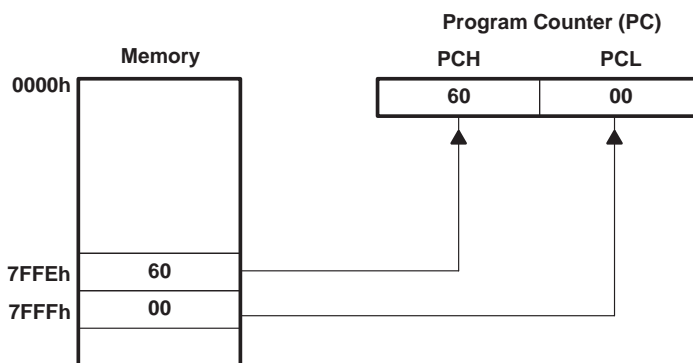 Program Counter (PC)
Memory
PCH PCL
0000h
60 00
7FFEh 60
7FFFh 00